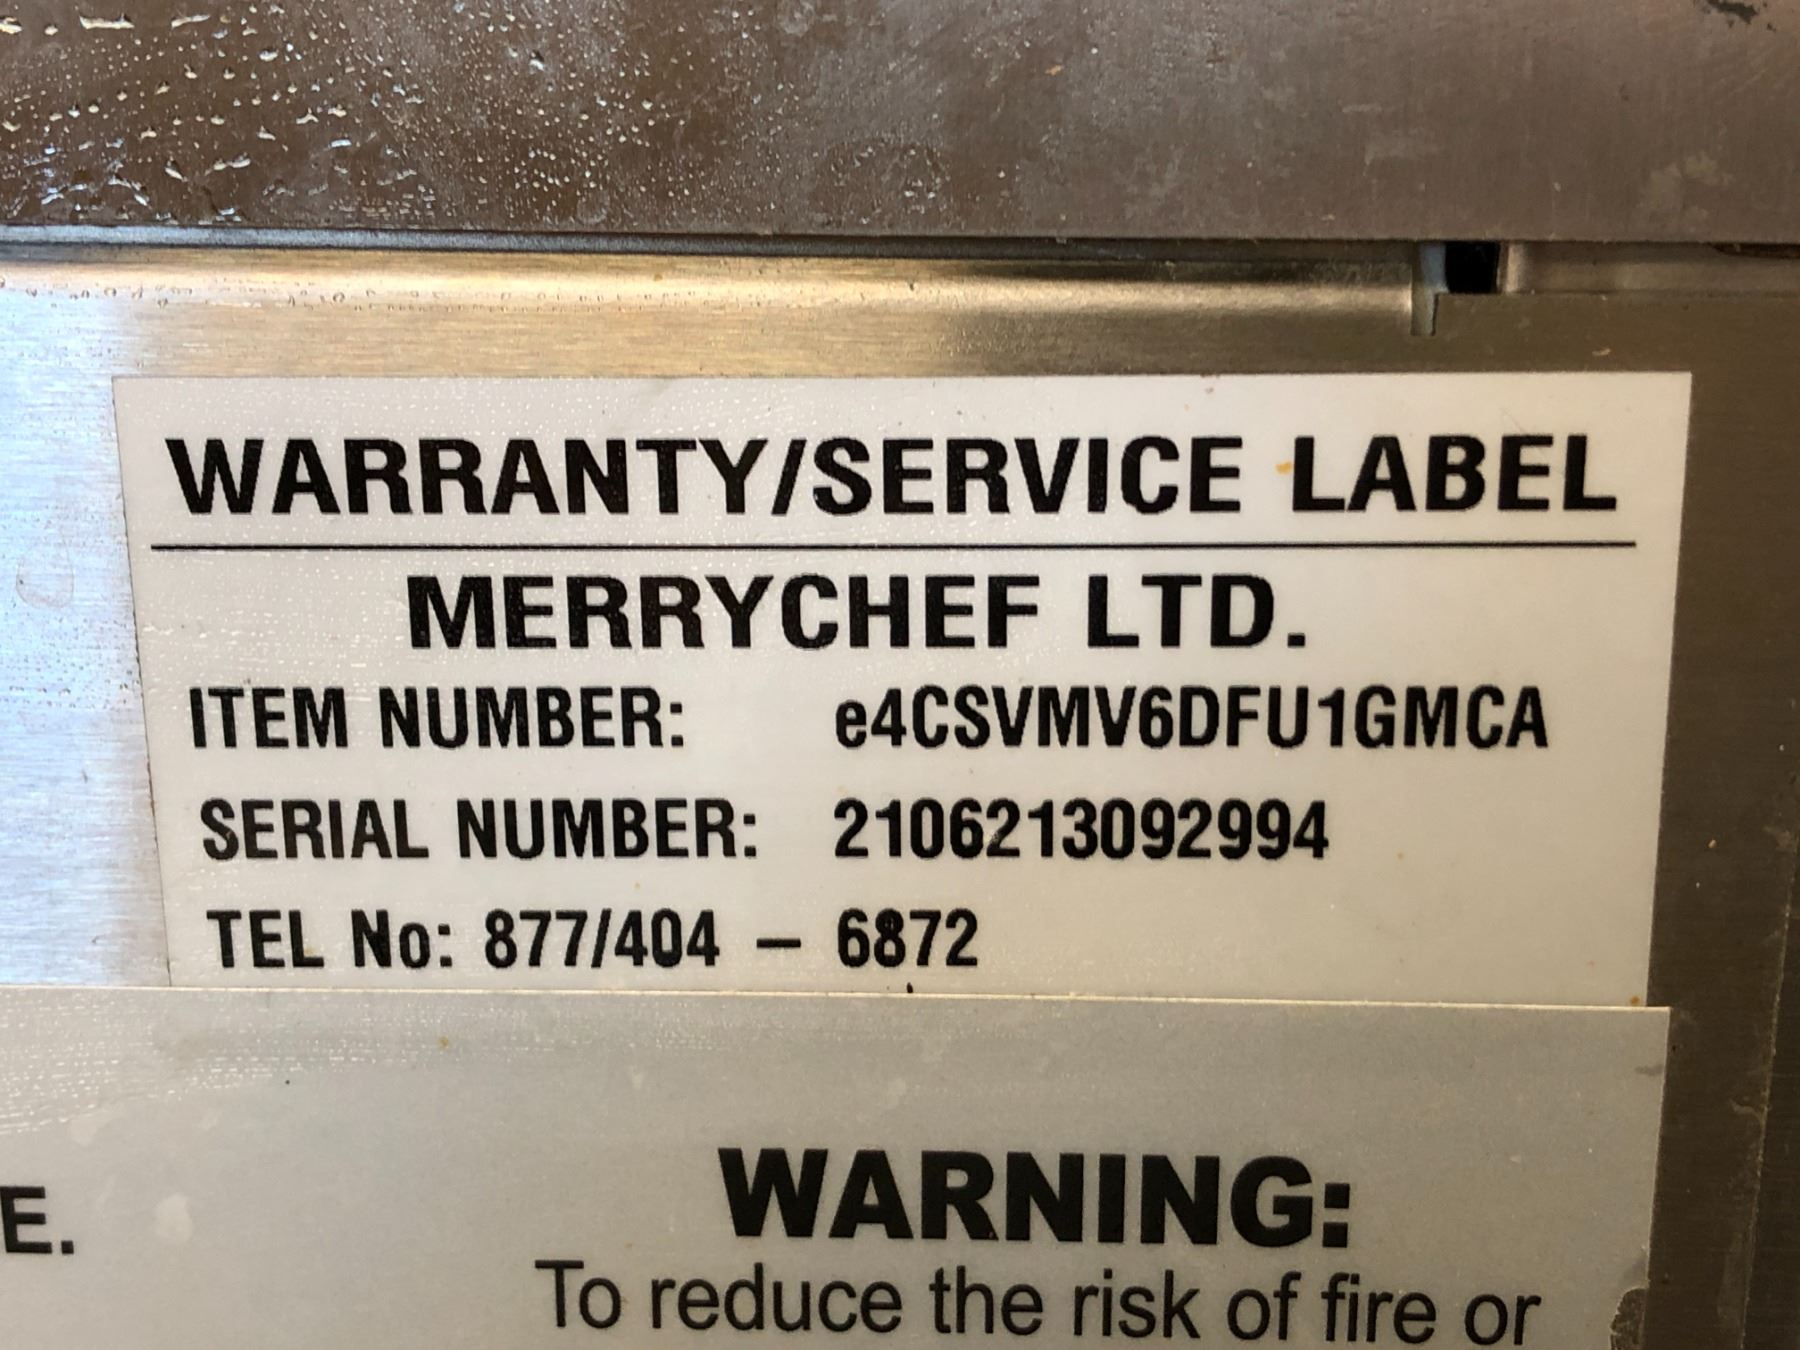 WARRANTY/SERVICE LABEL
MERRYCHEF LTD.
ITEM NUMBER: e4CSVMV6DFU1GMCA
SERIAL NUMBER: 2106213092994
TEL No: 877/404 – 6872
E.
WARNING:
To reduce the risk of fire or